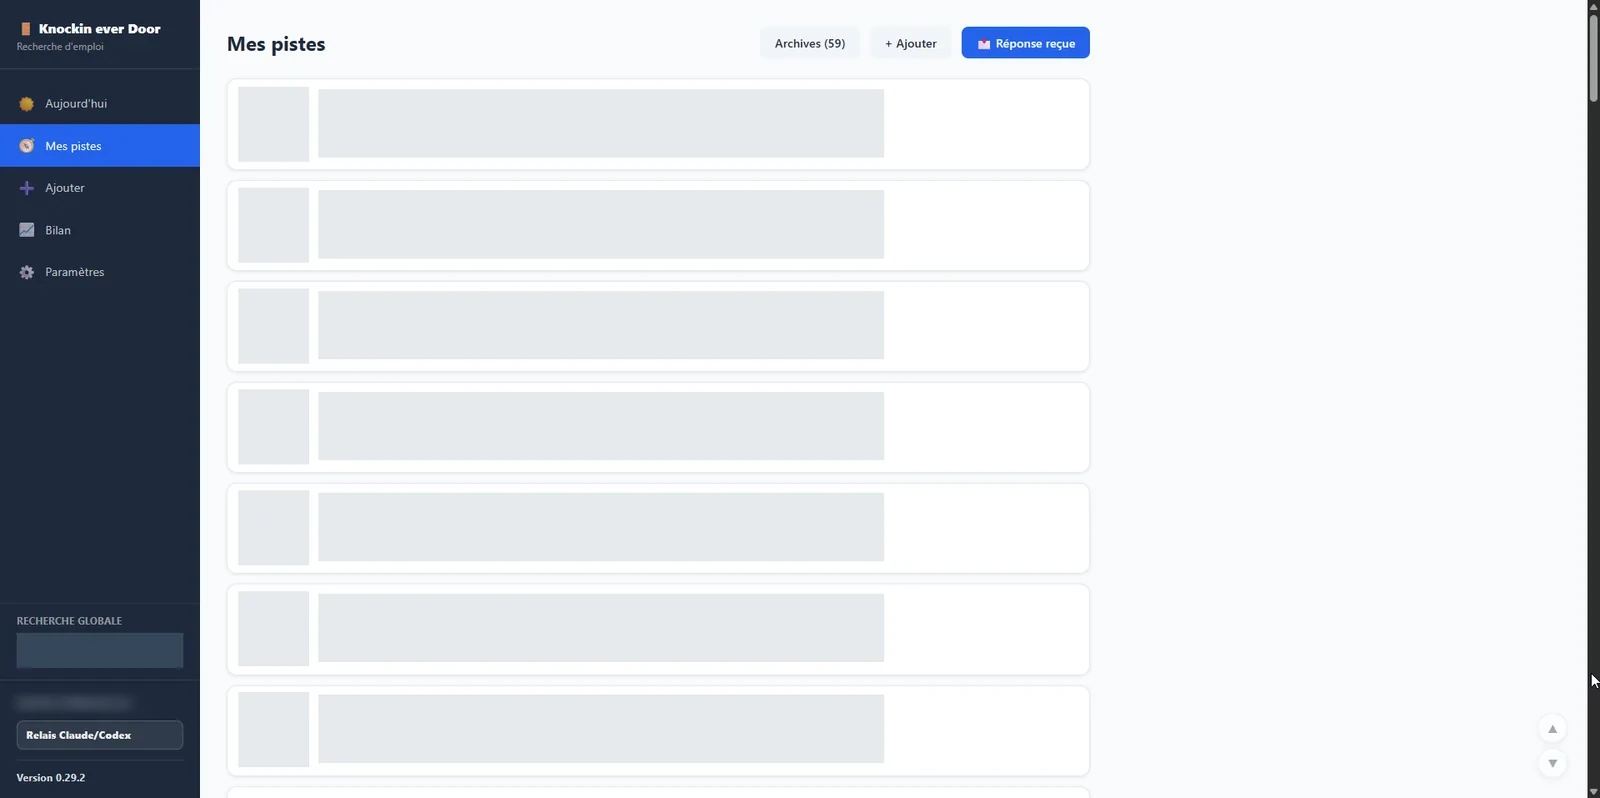 Knockin ever Door
Recherche d'emploi
Aujourd'hui
Mes pistes
Ajouter
Bilan
Paramètres
RECHERCHE GLOBALE
Relais Claude/Codex
Version 0.29.2
Mes pistes
Archives (59)
+ Ajouter
Réponse reçue